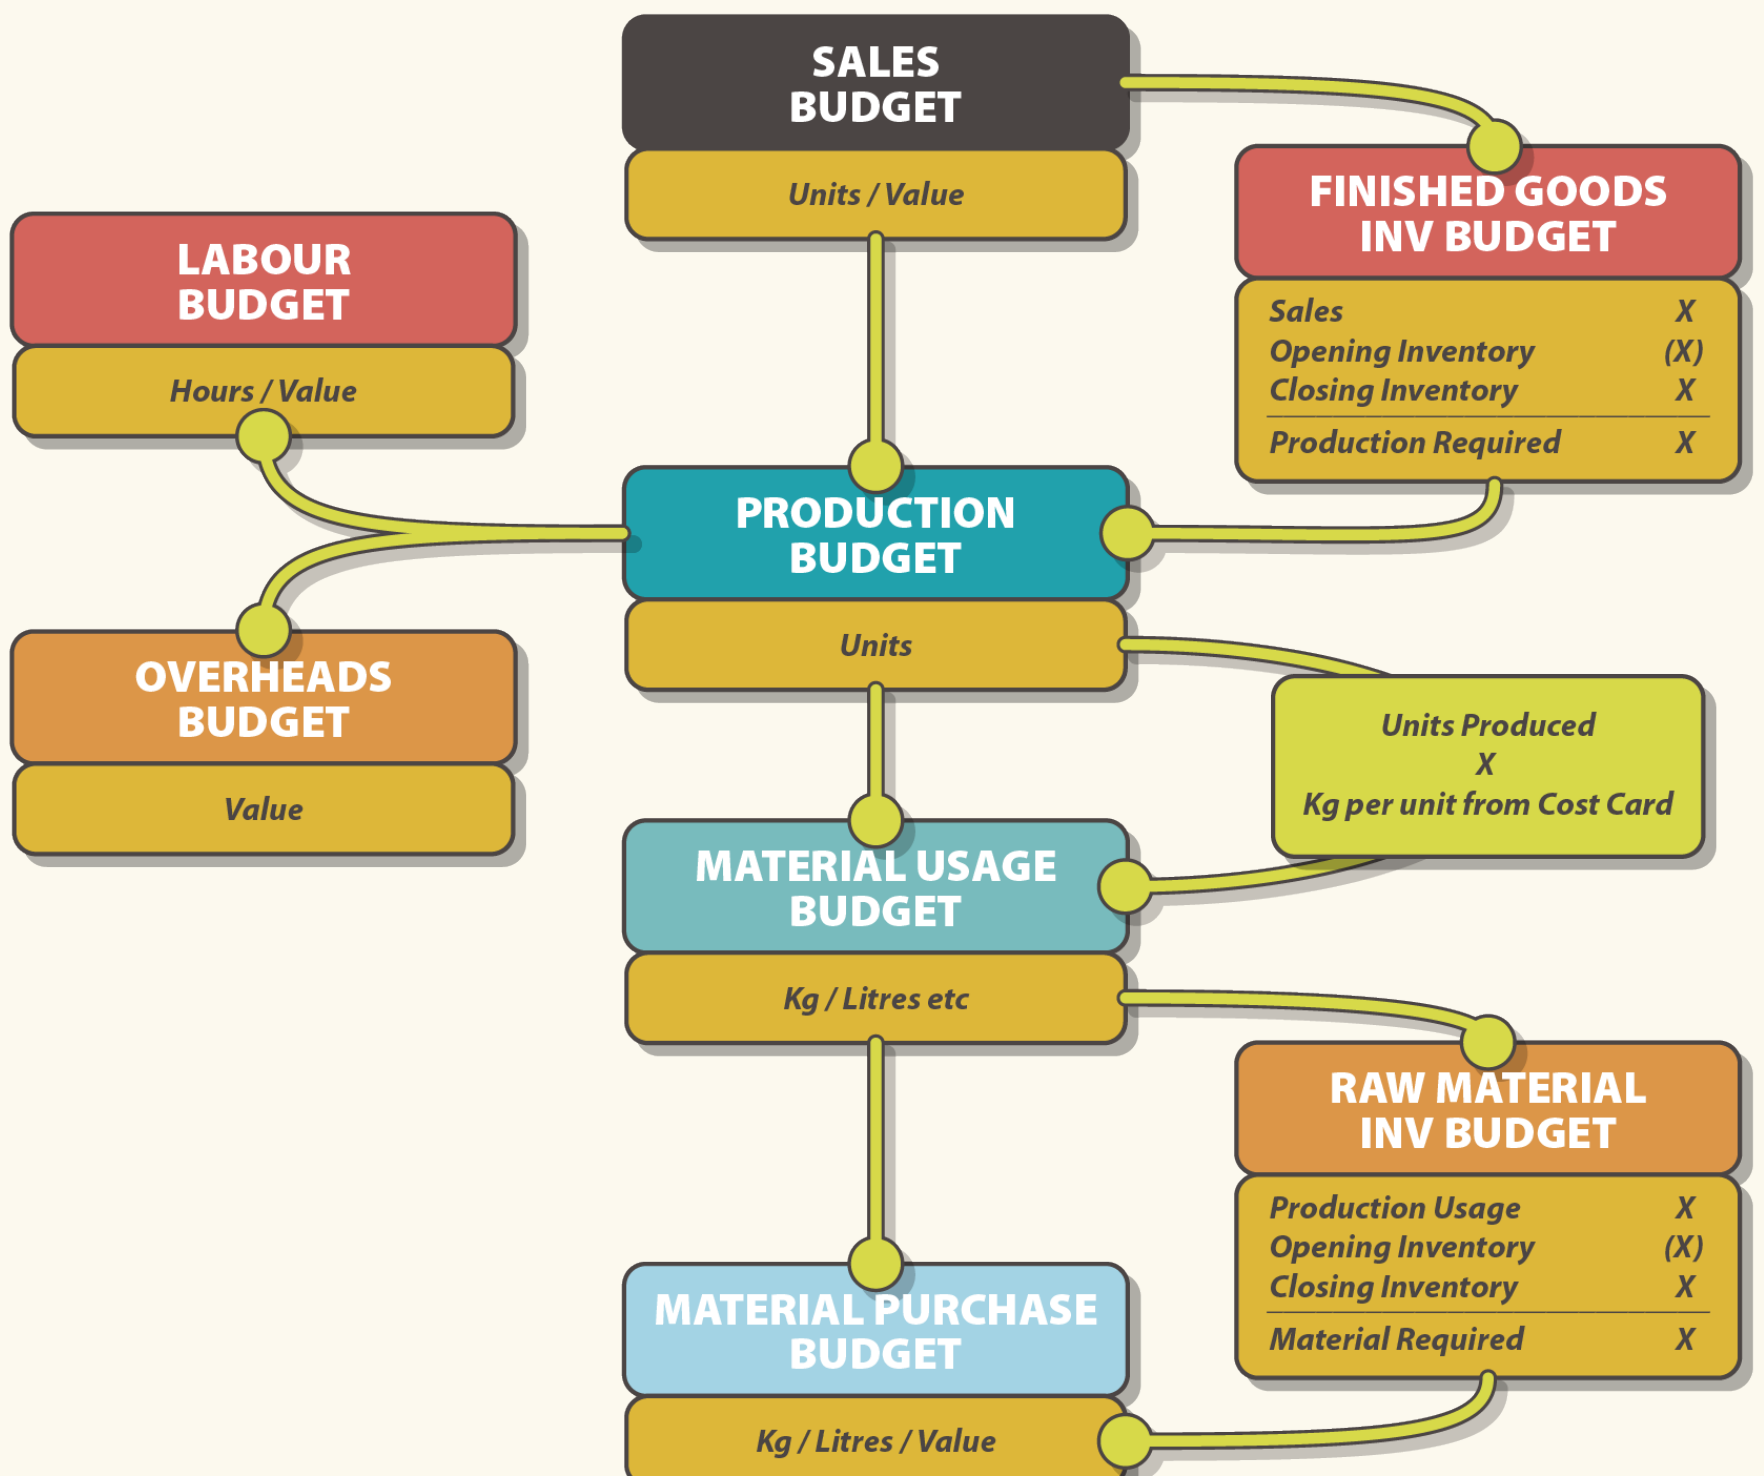 SALES
BUDGET
Units / Value
FINISHED GOODS
INV BUDGET
Sales X
Opening Inventory (X)
Closing Inventory X
Production Required X
LABOUR
BUDGET
Hours / Value
PRODUCTION
BUDGET
Units
OVERHEADS
BUDGET
Value
Units Produced
X
Kg per unit from Cost Card
MATERIAL USAGE
BUDGET
Kg / Litres etc
RAW MATERIAL
INV BUDGET
Production Usage X
Opening Inventory (X)
Closing Inventory X
Material Required X
MATERIAL PURCHASE
BUDGET
Kg / Litres / Value